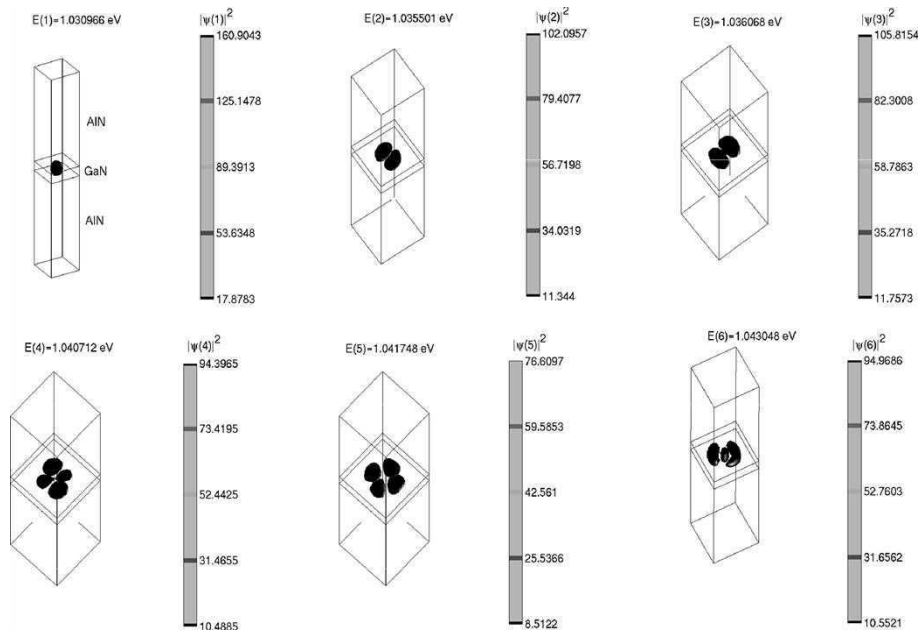 E(1)=1.030966 eV
|ψ(1)|²
160.9043
125.1478
89.3913
53.6348
17.8783
AlN
GaN
AlN
E(2)=1.035501 eV
|ψ(2)|²
102.0957
79.4077
56.7198
34.0319
11.344
E(3)=1.036068 eV
|ψ(3)|²
105.8154
82.3008
58.7863
35.2718
11.7573
E(4)=1.040712 eV
|ψ(4)|²
94.3965
73.4195
52.4425
31.4655
10.4885
E(5)=1.041748 eV
|ψ(5)|²
76.6097
59.5853
42.561
25.5366
8.5122
E(6)=1.043048 eV
|ψ(6)|²
94.9686
73.8645
52.7603
31.6562
10.5521